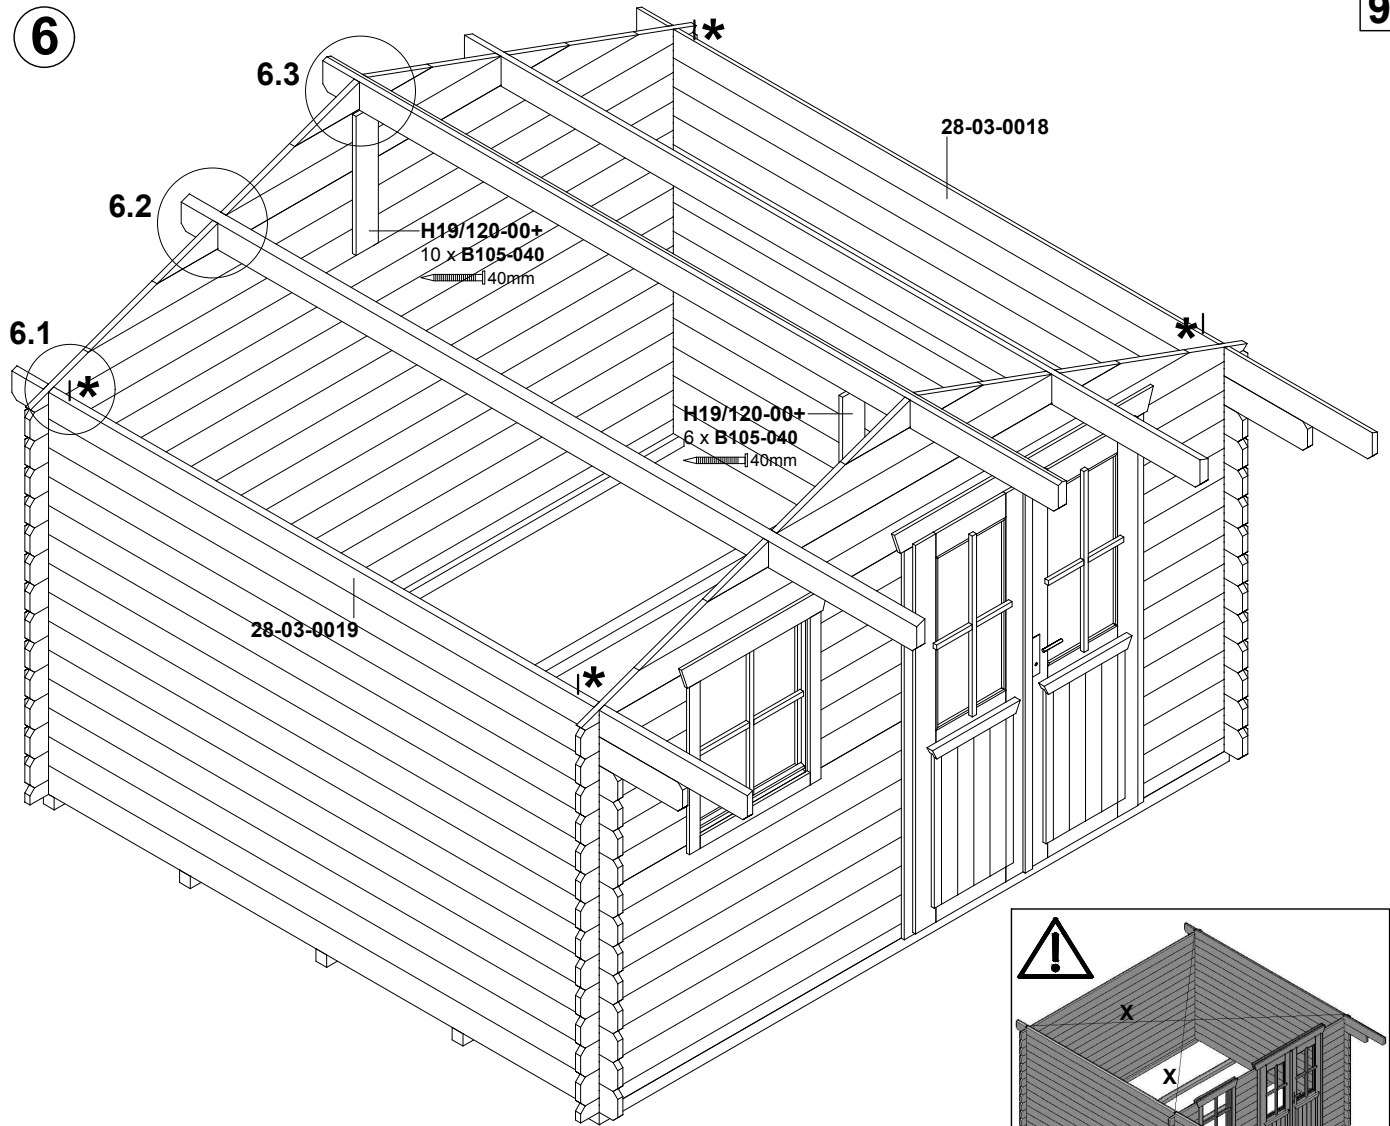 6
9
6.3
*
28-03-0018
6.2
H19/120-00+
10 x B105-040
40mm
6.1
*
*
H19/120-00+
6 x B105-040
40mm
28-03-0019
*
!
X
X